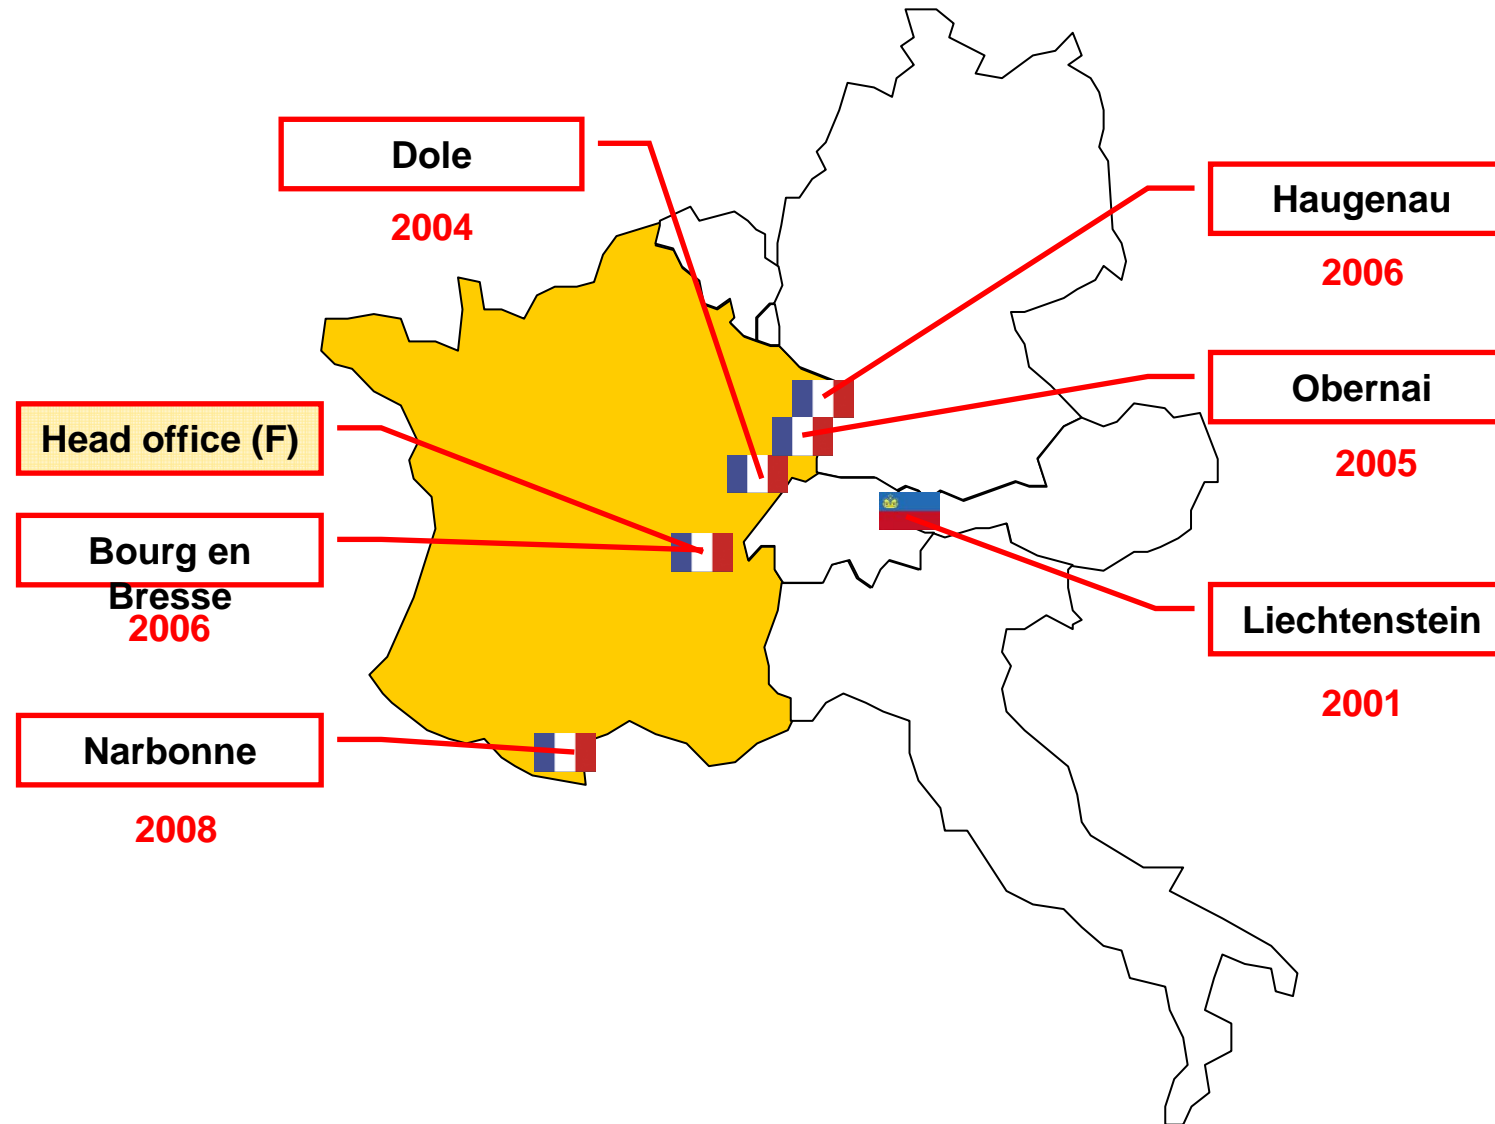 Dole
2004
Haugenau
2006
Obernai
2005
Head office (F)
Bourg en
Bresse
2006
Liechtenstein
2001
Narbonne
2008